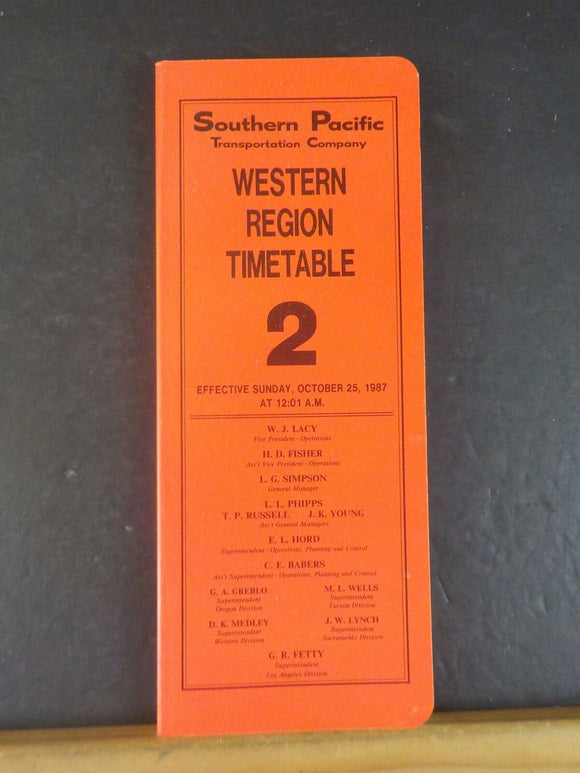 Southern Pacific
Transportation Company
WESTERN
REGION
TIMETABLE
2
EFFECTIVE SUNDAY, OCTOBER 25, 1987
AT 12:01 A.M.
W. J. LACY
Vice President - Operations
H. D. FISHER
Ass't Vice President - Operations
L. G. SIMPSON
General Manager
L. L. PHIPPS
T. P. RUSSELL J. K. YOUNG
Ass't General Managers
E. L. HORD
Superintendent - Operations, Planning and Control
C. E. BABERS
Ass't Superintendent - Operations, Planning and Control
G. A. GREBLO M. L. WELLS
Superintendent Superintendent
Oregon Division Tucson Division
D. K. MEDLEY J. W. LYNCH
Superintendent Superintendent
Western Division Sacramento Division
G. R. FETTY
Superintendent
Los Angeles Division